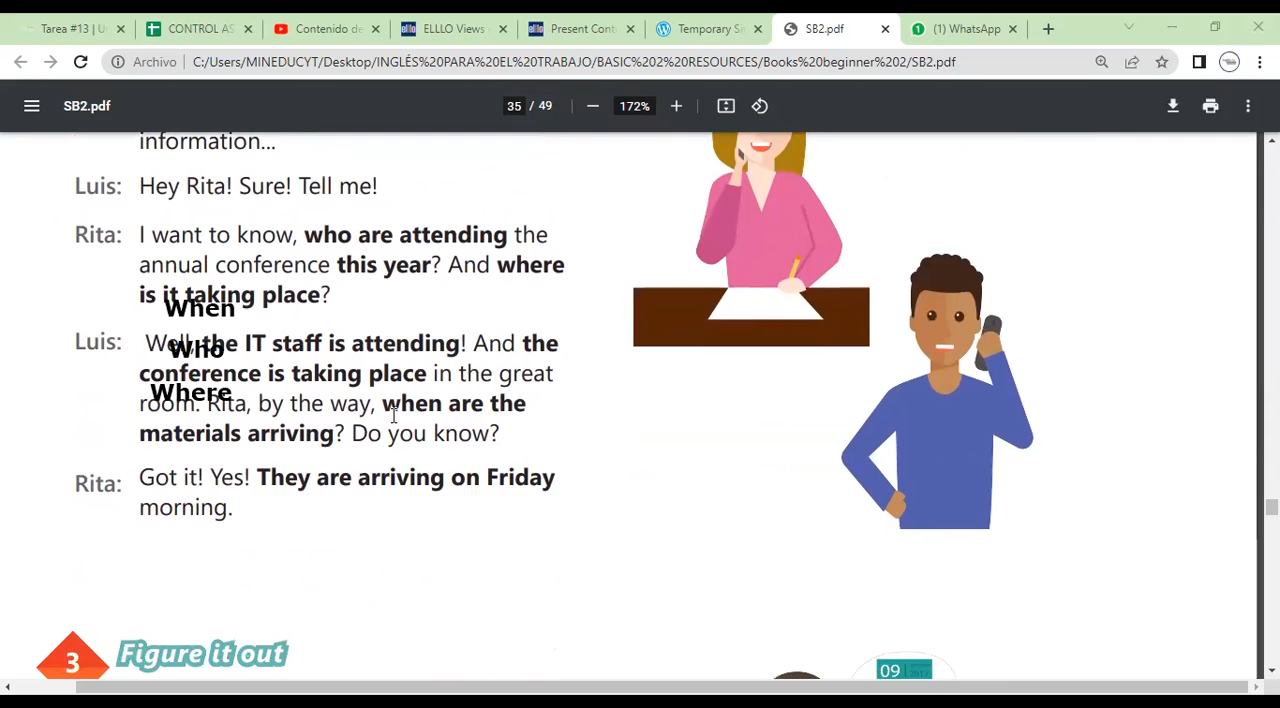 Tarea #13 | U
CONTROL AS
Contenido de
elllo
ELLLO Views
elllo
Present Cont
Temporary Si
SB2.pdf
(1) WhatsApp
Archivo
C:/Users/MINEDUCYT/Desktop/INGLÉS%20PARA%20EL%20TRABAJO/BASIC%202%20RESOURCES/Books%20beginner%202/SB2.pdf
SB2.pdf
35 / 49
172%
information...
Luis: Hey Rita! Sure! Tell me!
Rita: I want to know, who are attending the
annual conference this year? And where
is it taking place?
When
Luis: Well, the IT staff is attending! And the
Who
conference is taking place in the great
Where
room. Rita, by the way, when are the
materials arriving? Do you know?
Rita: Got it! Yes! They are arriving on Friday
morning.
3
Figure it out
09